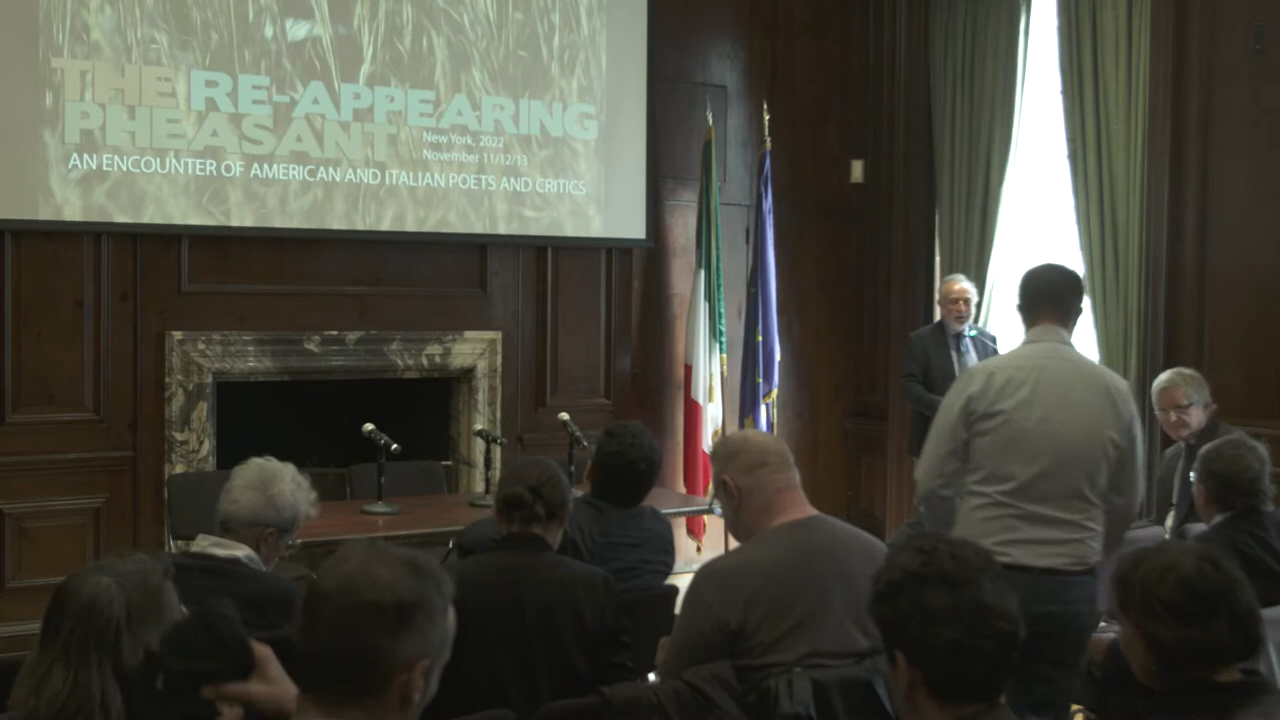 THE RE-APPEARING
PHEASANT
New York, 2022
November 11/12/13
AN ENCOUNTER OF AMERICAN AND ITALIAN POETS AND CRITICS